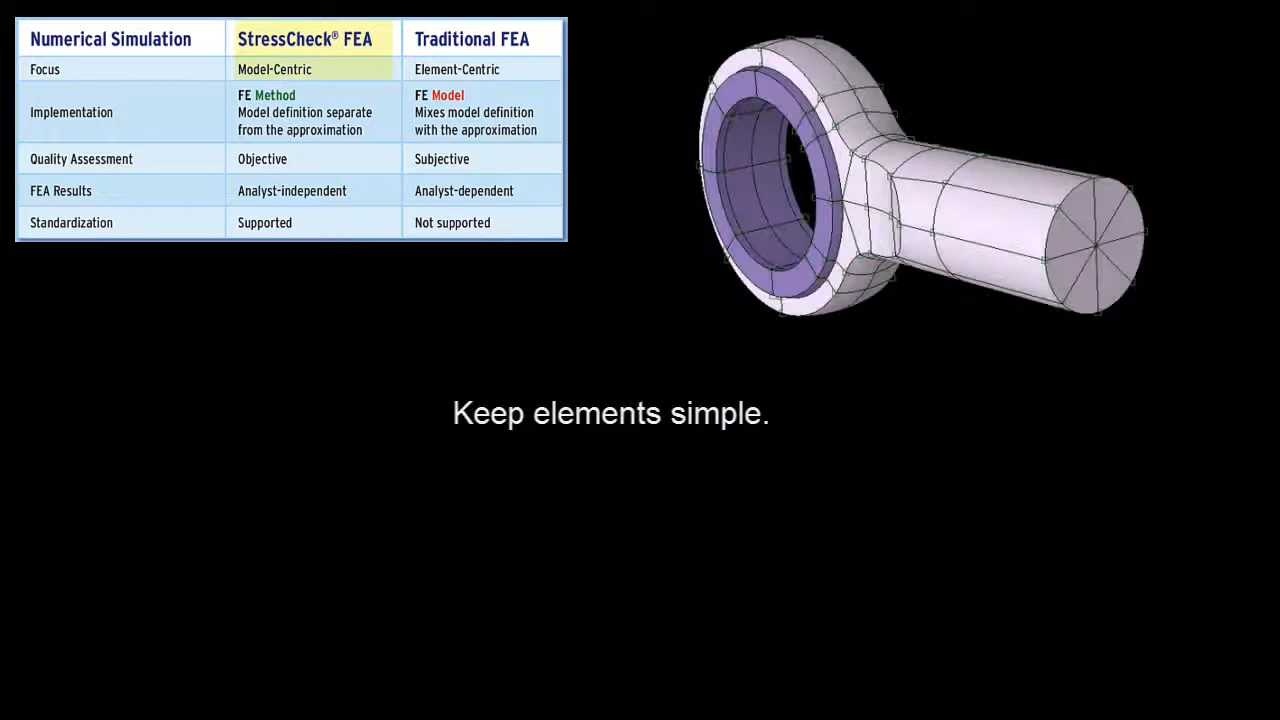 Numerical Simulation StressCheck® FEA Traditional FEA
Focus Model-Centric Element-Centric
Implementation
FE Method
Model definition separate
from the approximation
FE Model
Mixes model definition
with the approximation
Quality Assessment Objective Subjective
FEA Results Analyst-independent Analyst-dependent
Standardization Supported Not supported
Keep elements simple.